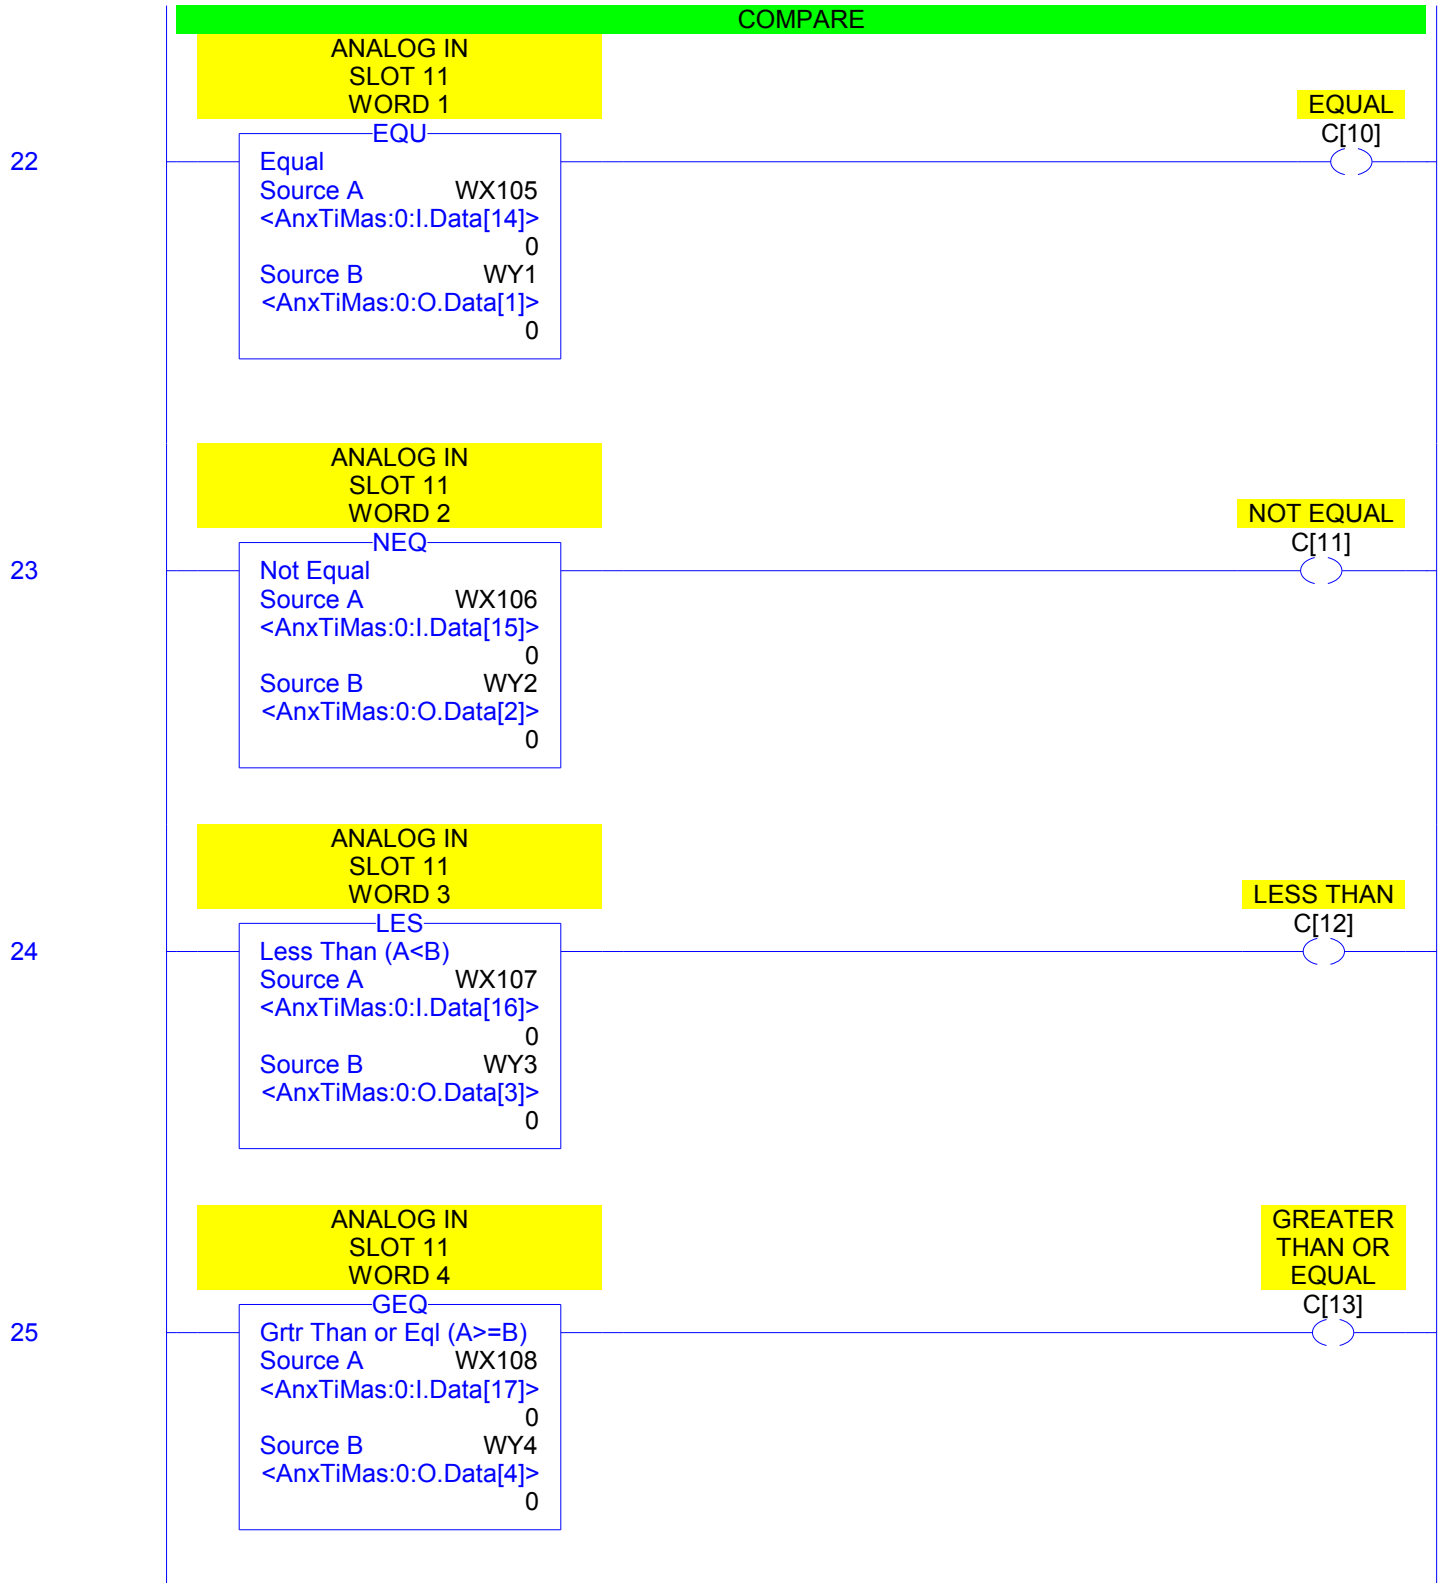 COMPARE
ANALOG IN
SLOT 11
WORD 1
EQUAL
EQU
C[10]
22
Equal
Source A WX105
<AnxTiMas:0:I.Data[14]>
0
Source B WY1
<AnxTiMas:0:O.Data[1]>
0
ANALOG IN
SLOT 11
WORD 2
NOT EQUAL
NEQ
C[11]
23
Not Equal
Source A WX106
<AnxTiMas:0:I.Data[15]>
0
Source B WY2
<AnxTiMas:0:O.Data[2]>
0
ANALOG IN
SLOT 11
WORD 3
LESS THAN
LES
C[12]
24
Less Than (A<B)
Source A WX107
<AnxTiMas:0:I.Data[16]>
0
Source B WY3
<AnxTiMas:0:O.Data[3]>
0
ANALOG IN
SLOT 11
WORD 4
GREATER
THAN OR
EQUAL
GEQ
C[13]
25
Grtr Than or Eql (A>=B)
Source A WX108
<AnxTiMas:0:I.Data[17]>
0
Source B WY4
<AnxTiMas:0:O.Data[4]>
0